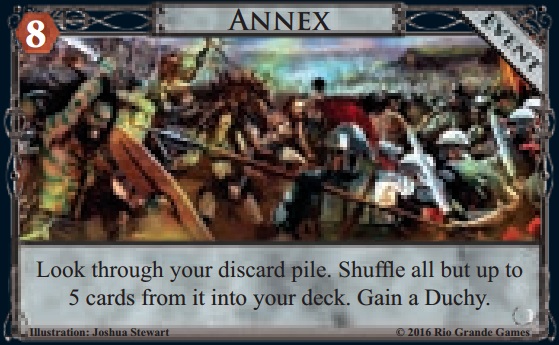 8
ANNEX
EVENT
Look through your discard pile. Shuffle all but up to
5 cards from it into your deck. Gain a Duchy.
Illustration: Joshua Stewart
© 2016 Rio Grande Games